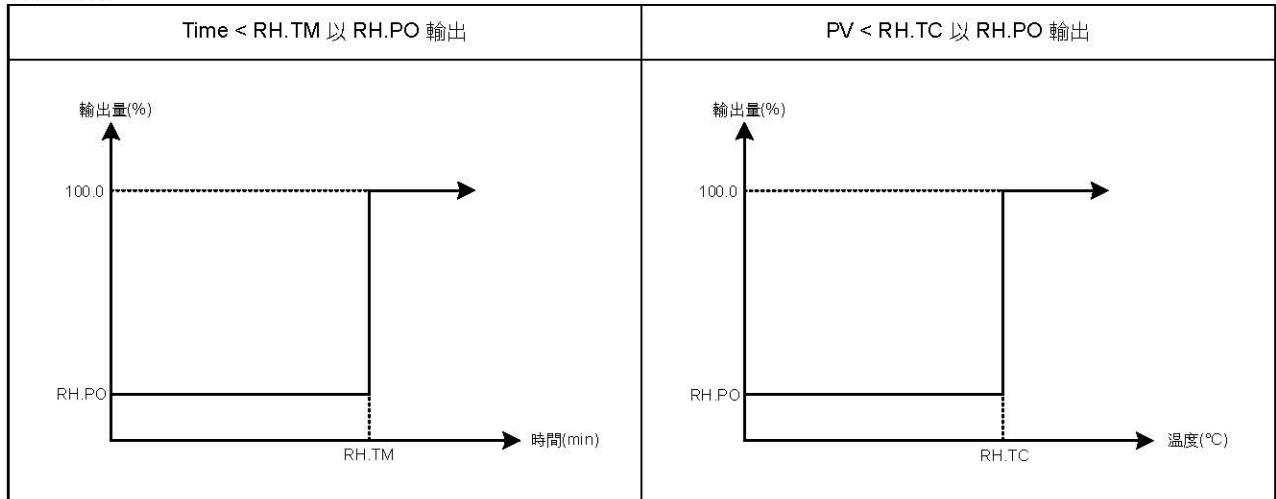 Time < RH.TM 以 RH.PO 輸出
PV < RH.TC 以 RH.PO 輸出
輸出量(%)
100.0
RH.PO
RH.TM
時間(min)
輸出量(%)
100.0
RH.PO
RH.TC
温度(°C)